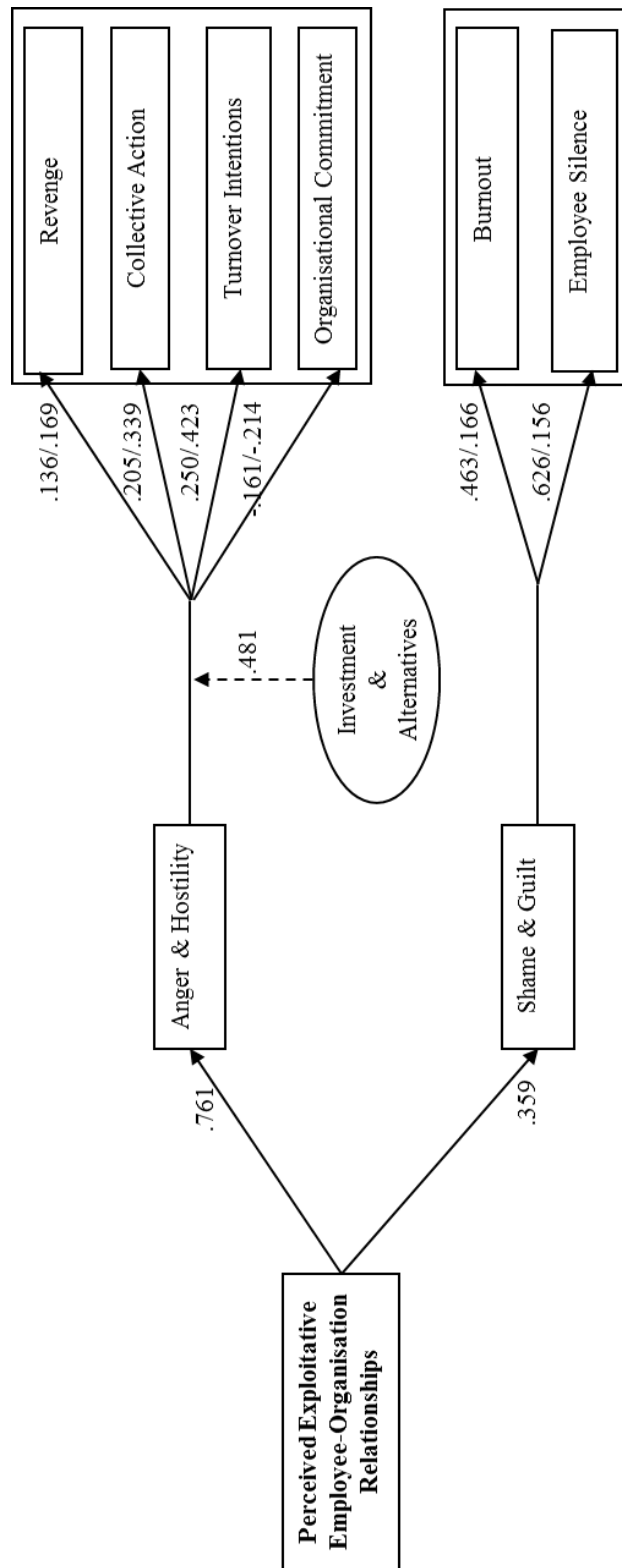 Perceived Exploitative
Employee-Organisation
Relationships
.761
.359
Anger & Hostility
Shame & Guilt
.481
Investment
&
Alternatives
.136/.169
.205/.339
.250/.423
-.161/-.214
.463/.166
.626/.156
Revenge
Collective Action
Turnover Intentions
Organisational Commitment
Burnout
Employee Silence